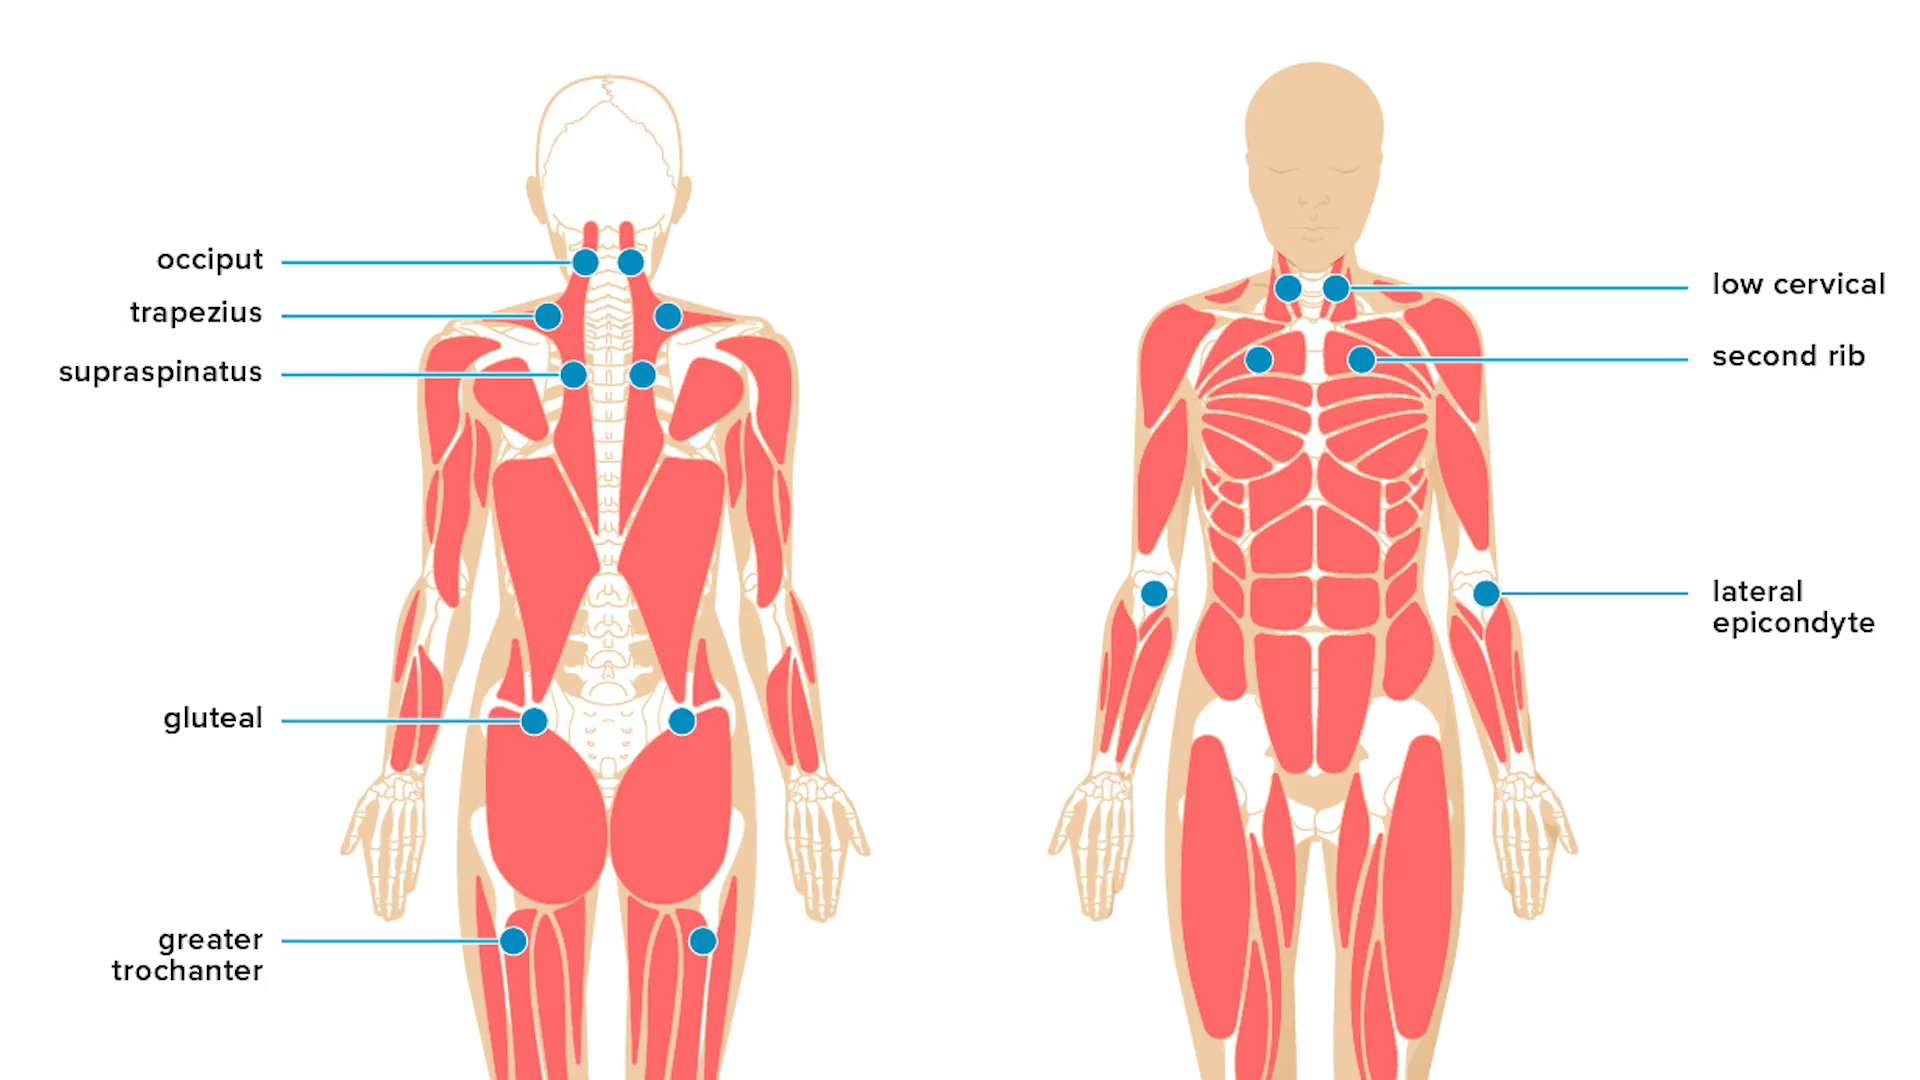 occiput
trapezius
supraspinatus
gluteal
greater
trochanter
low cervical
second rib
lateral
epicondyte